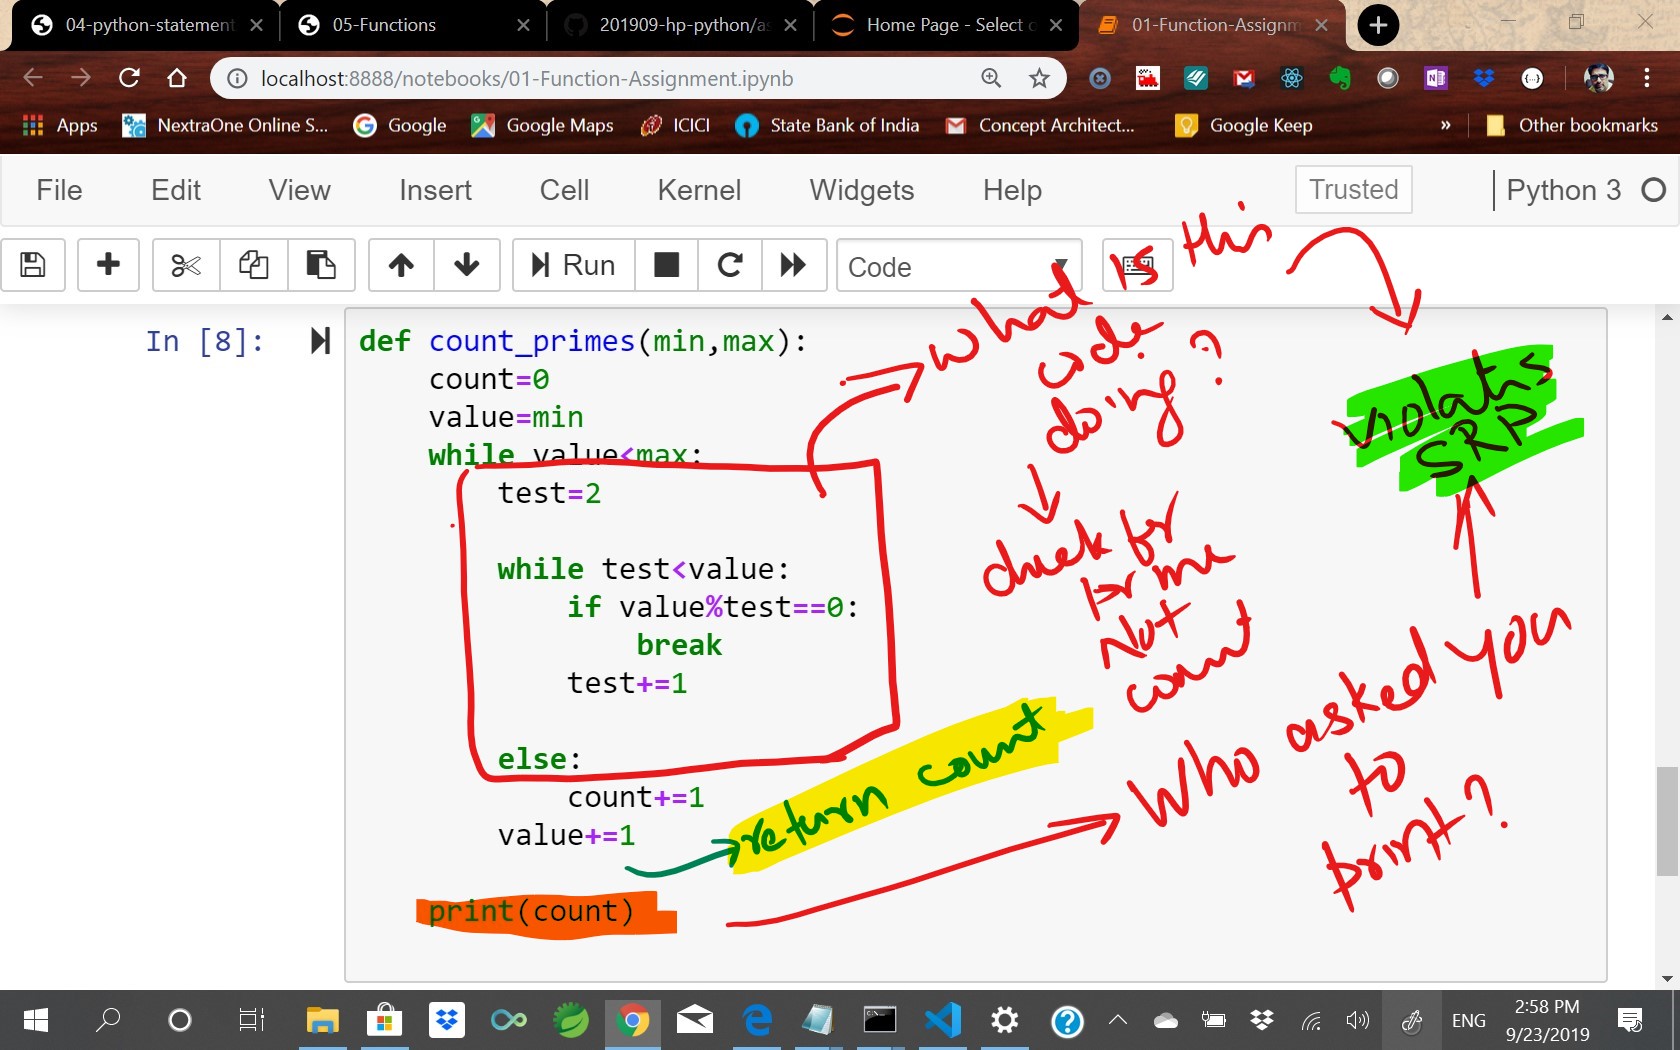 04-python-statement
05-Functions
201909-hp-python/as
Home Page - Select o
01-Function-Assignm
localhost:8888/notebooks/01-Function-Assignment.ipynb
Apps
NextraOne Online S...
Google
Google Maps
ICICI
State Bank of India
Concept Architect...
Google Keep
»
Other bookmarks
File Edit View Insert Cell Kernel Widgets Help
Trusted
Python 3
Run
Code
In [8]:
def count_primes(min,max):
count=0
value=min
while value<max:
test=2
while test<value:
if value%test==0:
break
test+=1
else:
count+=1
value+=1
print(count)
what is this
code
doing?
check for
Prime
Not
count
violates
SRP
return count
Who asked you
to
print?
ENG
2:58 PM
9/23/2019